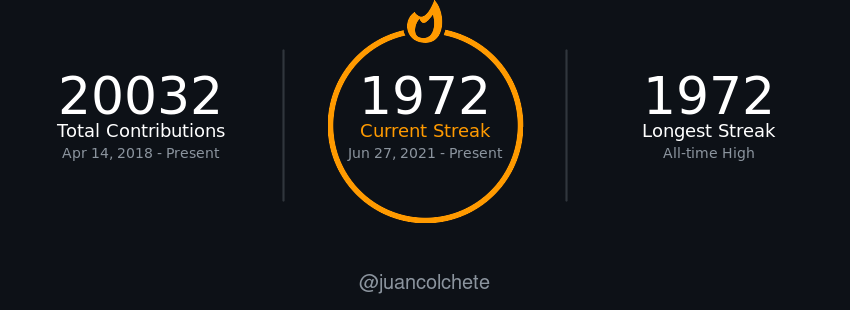 20032
Total Contributions
Apr 14, 2018 - Present
1972
Current Streak
Jun 27, 2021 - Present
1972
Longest Streak
All-time High
@juancolchete